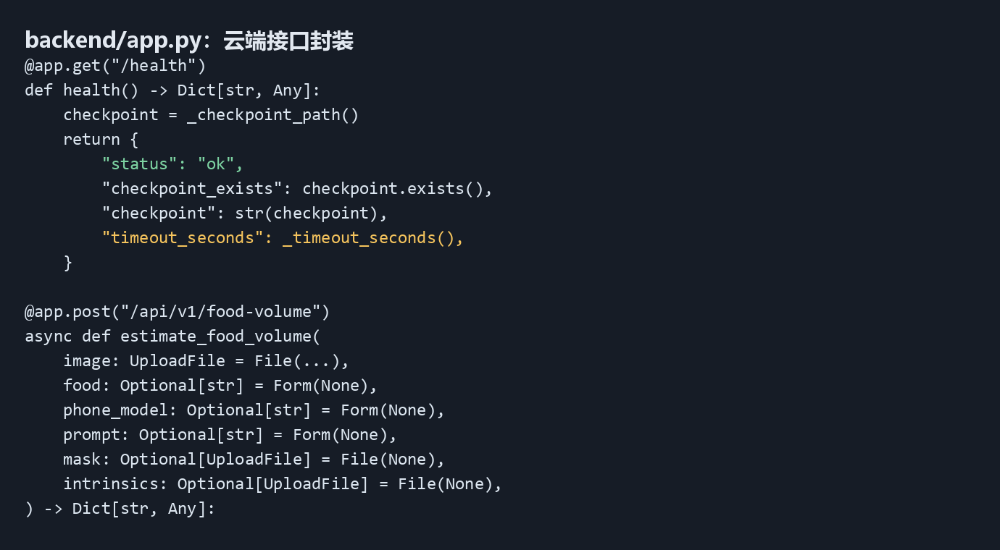 backend/app.py：云端接口封装
@app.get("/health")
def health() -> Dict[str, Any]:
    checkpoint = _checkpoint_path()
    return {
        "status": "ok",
        "checkpoint_exists": checkpoint.exists(),
        "checkpoint": str(checkpoint),
        "timeout_seconds": _timeout_seconds(),
    }

@app.post("/api/v1/food-volume")
async def estimate_food_volume(
    image: UploadFile = File(...),
    food: Optional[str] = Form(None),
    phone_model: Optional[str] = Form(None),
    prompt: Optional[str] = Form(None),
    mask: Optional[UploadFile] = File(None),
    intrinsics: Optional[UploadFile] = File(None),
) -> Dict[str, Any]: